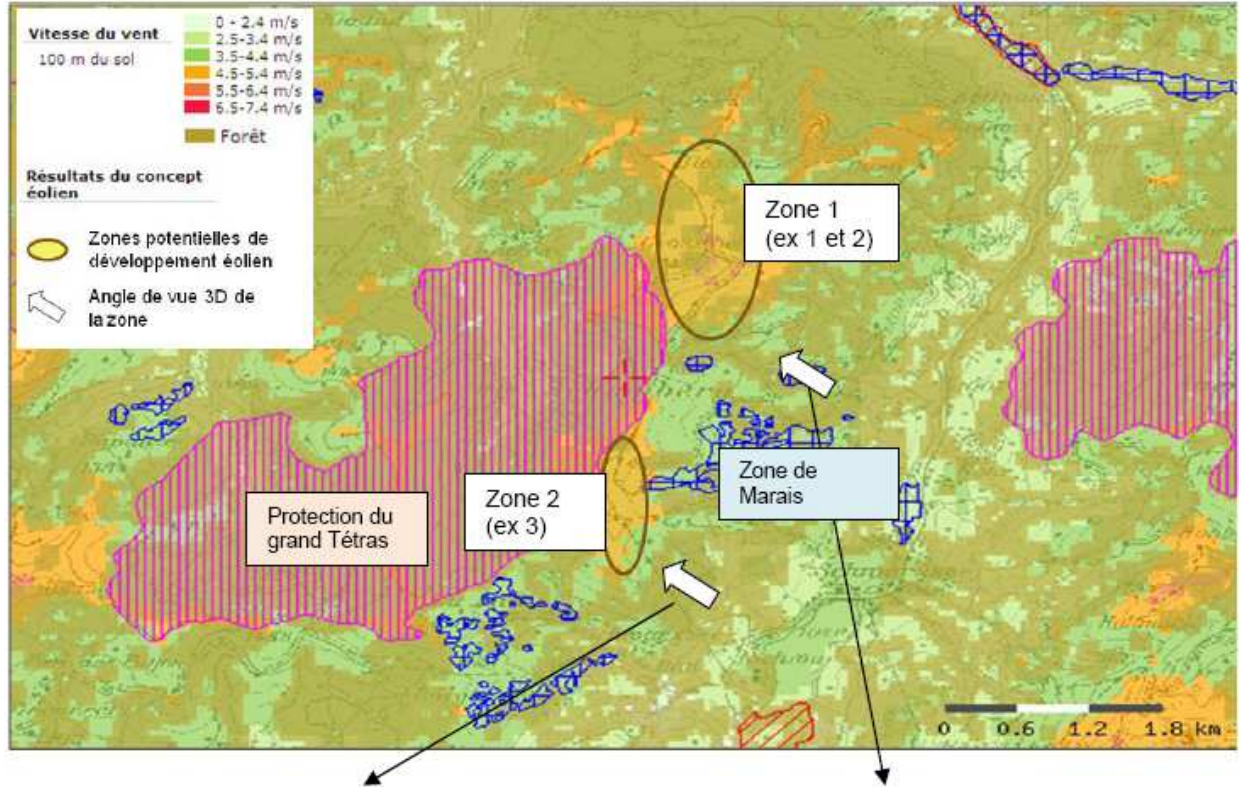 Vitesse du vent
100 m du sol
0 - 2.4 m/s
2.5-3.4 m/s
3.5-4.4 m/s
4.5-5.4 m/s
5.5-6.4 m/s
6.5-7.4 m/s
Forêt
Résultats du concept
éolien
Zones potentielles de
développement éolien
Angle de vue 3D de
la zone
Zone 1
(ex 1 et 2)
Zone 2
(ex 3)
Zone de
Marais
Protection du
grand Tétras
0 0.6 1.2 1.8 km